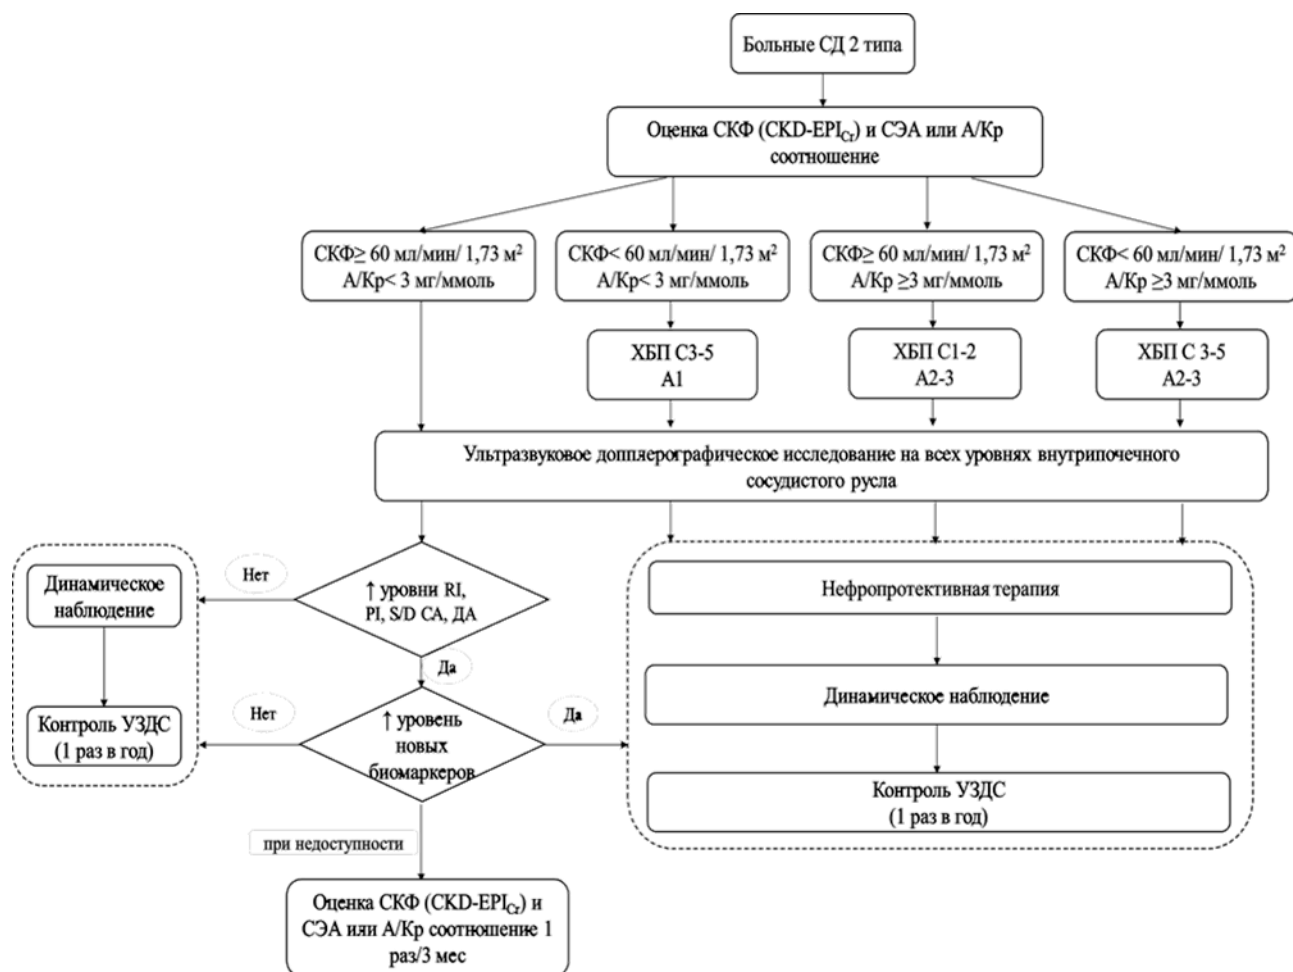 Больные СД 2 типа
Оценка СКФ (CKD-EPICr) и СЭА или А/Кр
соотношение
СКФ≥ 60 мл/мин/ 1,73 м²
А/Кр< 3 мг/ммоль
СКФ< 60 мл/мин/ 1,73 м²
А/Кр< 3 мг/ммоль
СКФ≥ 60 мл/мин/ 1,73 м²
А/Кр ≥3 мг/ммоль
СКФ< 60 мл/мин/ 1,73 м²
А/Кр ≥3 мг/ммоль
ХБП С3-5
А1
ХБП С1-2
А2-3
ХБП С 3-5
А2-3
Ультразвуковое допплерографическое исследование на всех уровнях внутрипочечного
сосудистого русла
Динамическое
наблюдение
Нет
↑ уровни RI,
PI, S/D СА, ДА
Нефропротективная терапия
Да
Контроль УЗДС
(1 раз в год)
Нет
↑ уровень
новых
биомаркеров
Да
Динамическое наблюдение
Контроль УЗДС
(1 раз в год)
при недоступности
Оценка СКФ (CKD-EPICr) и
СЭА или А/Кр соотношение 1
раз/3 мес